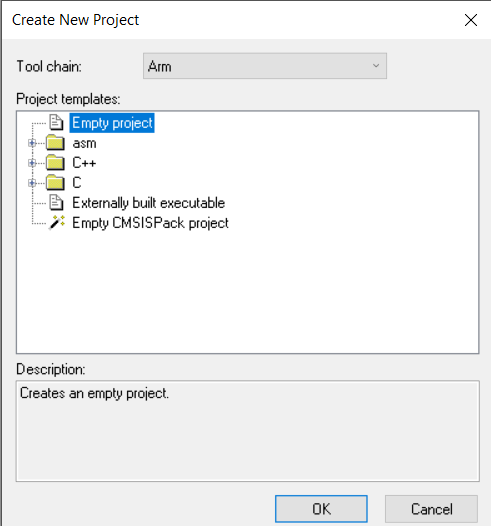 Create New Project
Tool chain:
Arm
Project templates:
Empty project
asm
C++
C
Externally built executable
Empty CMSISPack project
Description:
Creates an empty project.
OK
Cancel